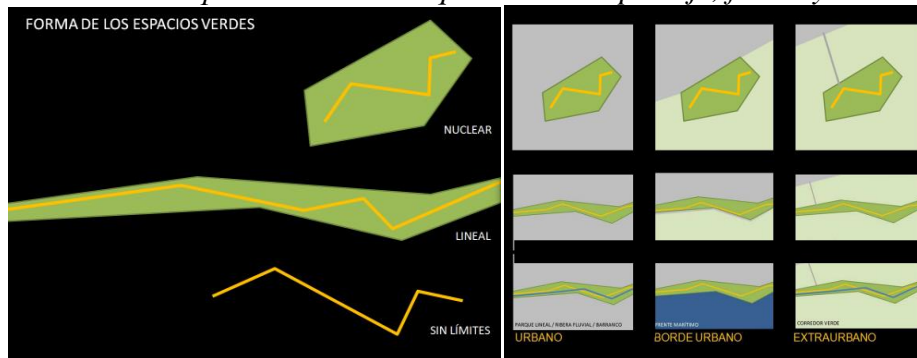 FORMA DE LOS ESPACIOS VERDES
NUCLEAR
LINEAL
SIN LÍMITES
PARQUE LINEAL / RIBERA FLUVIAL / BARRANCO
FRENTE MARÍTIMO
CORREDOR VERDE
URBANO
BORDE URBANO
EXTRAURBANO